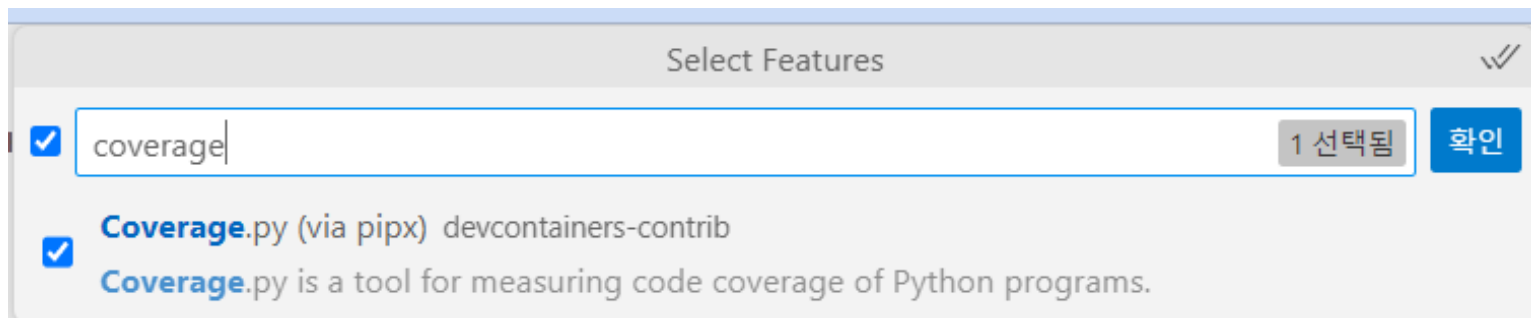 Select Features
coverage 1 선택됨 확인
Coverage.py (via pipx) devcontainers-contrib
Coverage.py is a tool for measuring code coverage of Python programs.